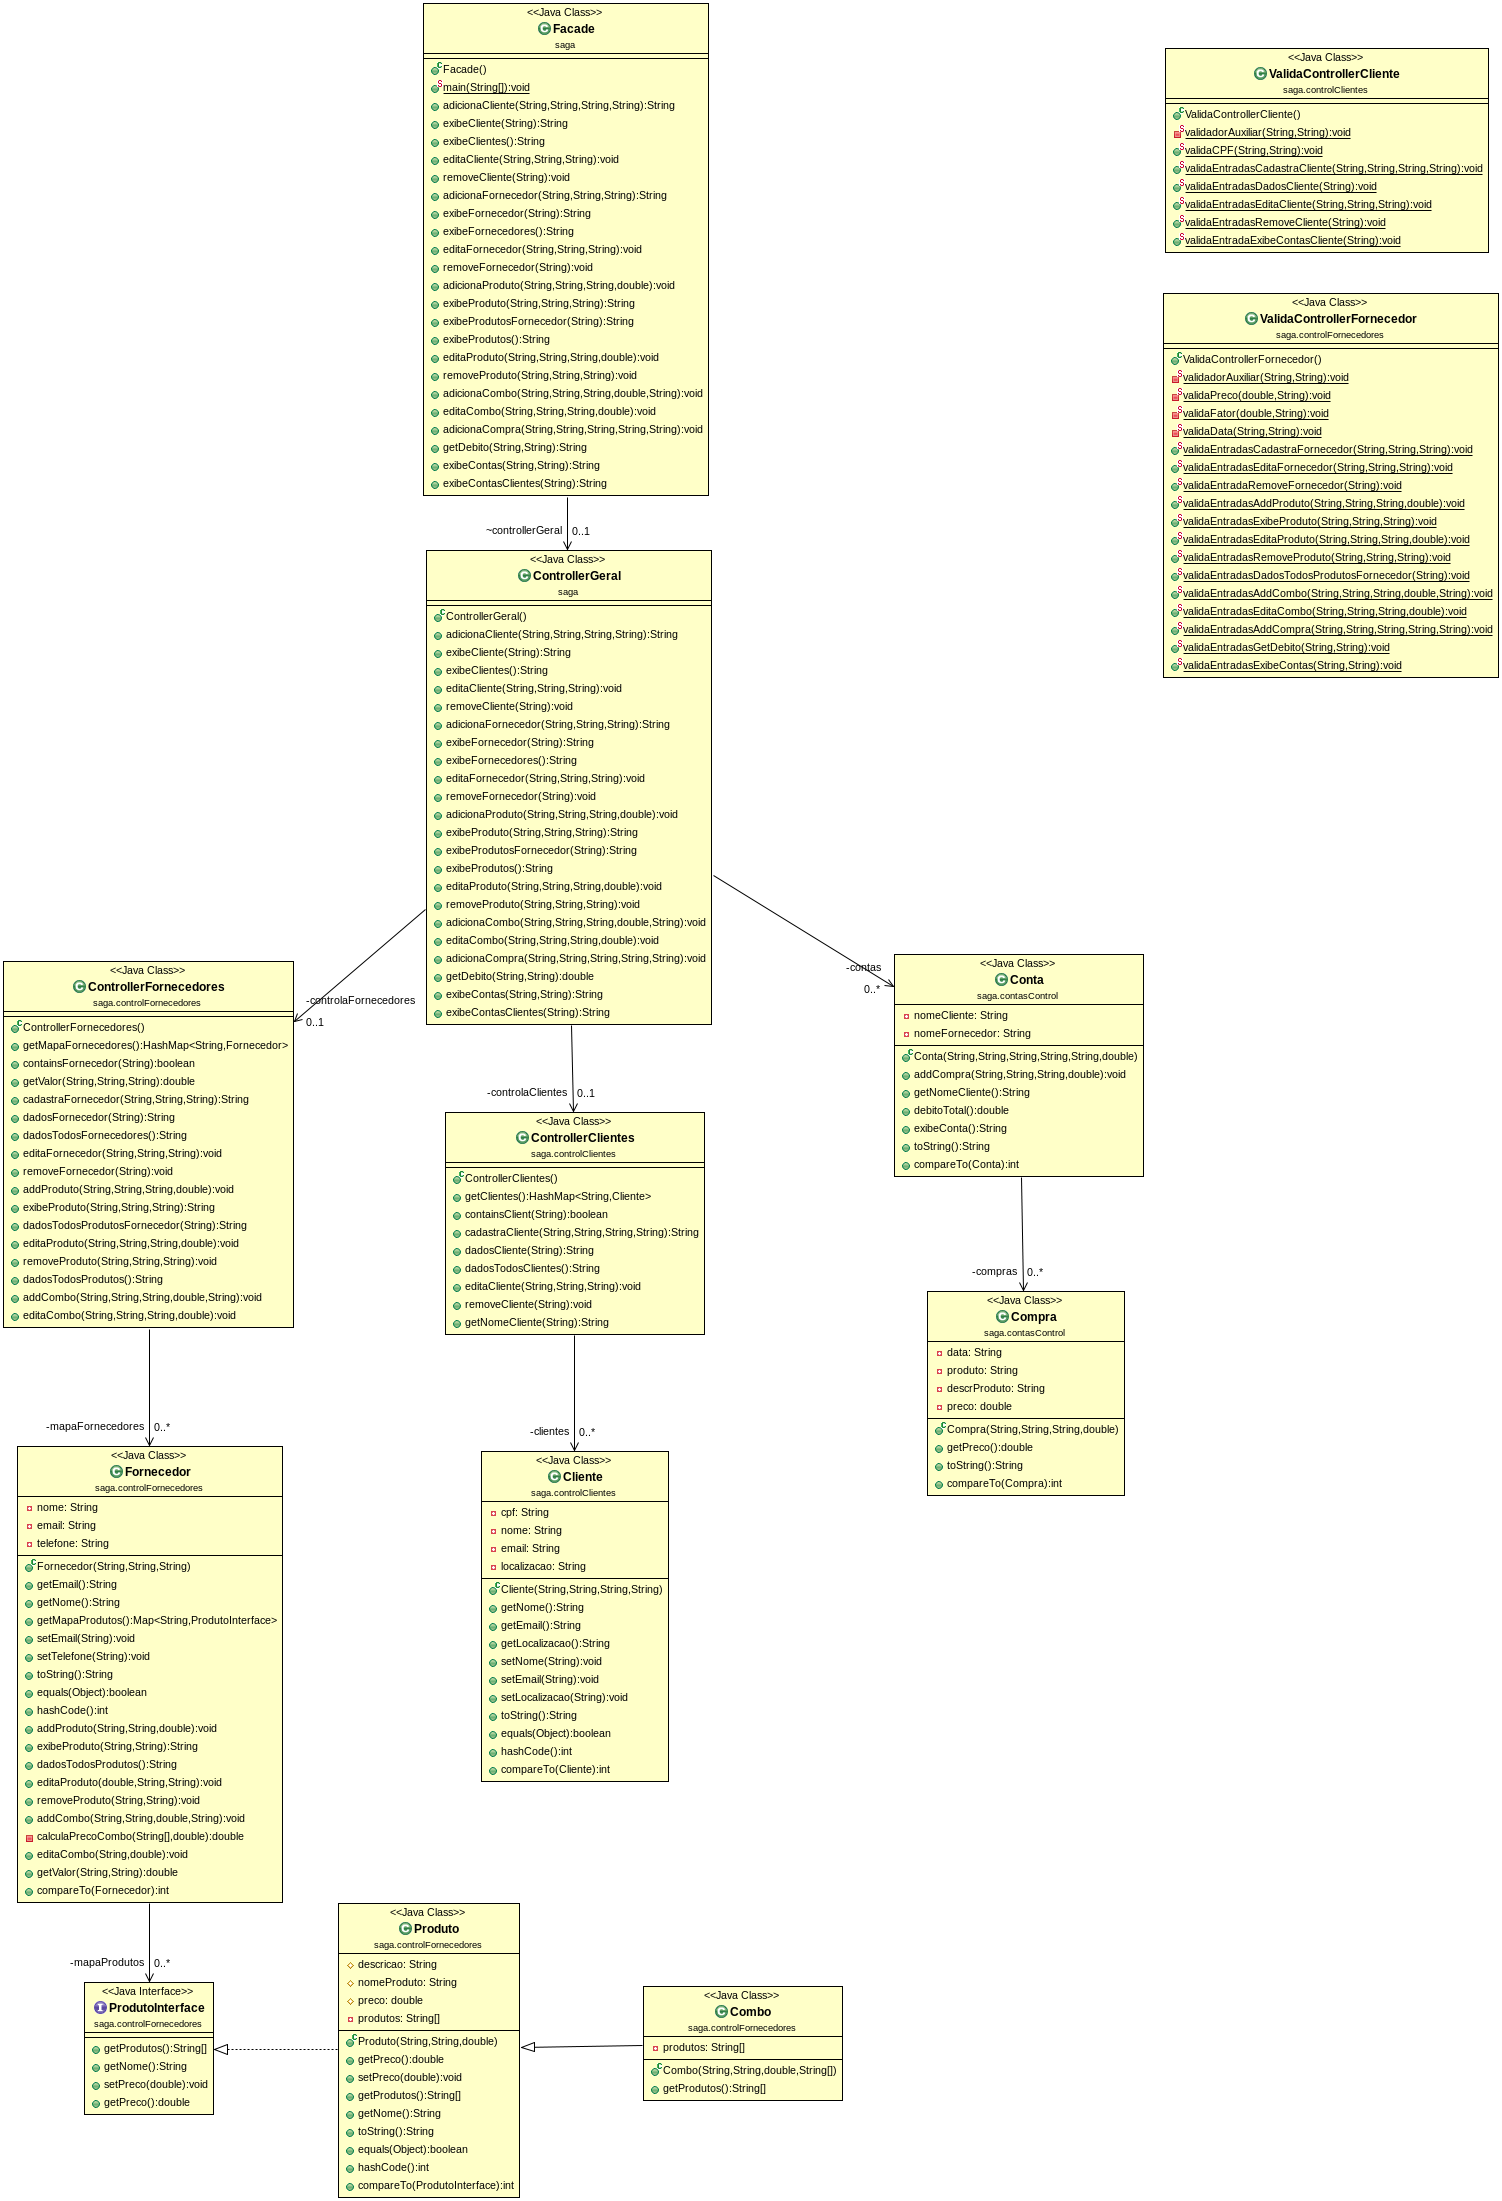 <<Java Class>>
Facade
saga
Facade()
main(String[]):void
adicionaCliente(String,String,String,String):String
exibeCliente(String):String
exibeClientes():String
editaCliente(String,String,String):void
removeCliente(String):void
adicionaFornecedor(String,String,String):String
exibeFornecedor(String):String
exibeFornecedores():String
editaFornecedor(String,String,String):void
removeFornecedor(String):void
adicionaProduto(String,String,String,double):void
exibeProduto(String,String,String):String
exibeProdutosFornecedor(String):String
exibeProdutos():String
editaProduto(String,String,String,double):void
removeProduto(String,String,String):void
adicionaCombo(String,String,String,double,String):void
editaCombo(String,String,String,double):void
adicionaCompra(String,String,String,String,String):void
getDebito(String,String):String
exibeContas(String,String):String
exibeContasClientes(String):String
<<Java Class>>
ValidaControllerCliente
saga.controlClientes
ValidaControllerCliente()
validadorAuxiliar(String,String):void
validaCPF(String,String):void
validaEntradasCadastraCliente(String,String,String,String):void
validaEntradasDadosCliente(String):void
validaEntradasEditaCliente(String,String,String):void
validaEntradasRemoveCliente(String):void
validaEntradaExibeContasCliente(String):void
<<Java Class>>
ValidaControllerFornecedor
saga.controlFornecedores
ValidaControllerFornecedor()
validadorAuxiliar(String,String):void
validaPreco(double,String):void
validaFator(double,String):void
validaData(String,String):void
validaEntradasCadastraFornecedor(String,String,String):void
validaEntradasEditaFornecedor(String,String,String):void
validaEntradaRemoveFornecedor(String):void
validaEntradasAddProduto(String,String,String,double):void
validaEntradasExibeProduto(String,String,String):void
validaEntradasEditaProduto(String,String,String,double):void
validaEntradasRemoveProduto(String,String,String):void
validaEntradasDadosTodosProdutosFornecedor(String):void
validaEntradasAddCombo(String,String,String,double,String):void
validaEntradasEditaCombo(String,String,String,double):void
validaEntradasAddCompra(String,String,String,String,String):void
validaEntradasGetDebito(String,String):void
validaEntradasExibeContas(String,String):void
~controllerGeral 0..1
<<Java Class>>
ControllerGeral
saga
ControllerGeral()
adicionaCliente(String,String,String,String):String
exibeCliente(String):String
exibeClientes():String
editaCliente(String,String,String):void
removeCliente(String):void
adicionaFornecedor(String,String,String):String
exibeFornecedor(String):String
exibeFornecedores():String
editaFornecedor(String,String,String):void
removeFornecedor(String):void
adicionaProduto(String,String,String,double):void
exibeProduto(String,String,String):String
exibeProdutosFornecedor(String):String
exibeProdutos():String
editaProduto(String,String,String,double):void
removeProduto(String,String,String):void
adicionaCombo(String,String,String,double,String):void
editaCombo(String,String,String,double):void
adicionaCompra(String,String,String,String,String):void
getDebito(String,String):double
exibeContas(String,String):String
exibeContasClientes(String):String
-controlaFornecedores
0..1
-contas
0..*
-controlaClientes 0..1
<<Java Class>>
ControllerFornecedores
saga.controlFornecedores
ControllerFornecedores()
getMapaFornecedores():HashMap<String,Fornecedor>
containsFornecedor(String):boolean
getValor(String,String,String):double
cadastraFornecedor(String,String,String):String
dadosFornecedor(String):String
dadosTodosFornecedores():String
editaFornecedor(String,String,String):void
removeFornecedor(String):void
addProduto(String,String,String,double):void
exibeProduto(String,String,String):String
dadosTodosProdutosFornecedor(String):String
editaProduto(String,String,String,double):void
removeProduto(String,String,String):void
dadosTodosProdutos():String
addCombo(String,String,String,double,String):void
editaCombo(String,String,String,double):void
<<Java Class>>
ControllerClientes
saga.controlClientes
ControllerClientes()
getClientes():HashMap<String,Cliente>
containsClient(String):boolean
cadastraCliente(String,String,String,String):String
dadosCliente(String):String
dadosTodosClientes():String
editaCliente(String,String,String):void
removeCliente(String):void
getNomeCliente(String):String
<<Java Class>>
Conta
saga.contasControl
nomeCliente: String
nomeFornecedor: String
Conta(String,String,String,String,String,double)
addCompra(String,String,String,double):void
getNomeCliente():String
debitoTotal():double
exibeConta():String
toString():String
compareTo(Conta):int
-compras 0..*
<<Java Class>>
Compra
saga.contasControl
data: String
produto: String
descrProduto: String
preco: double
Compra(String,String,String,double)
getPreco():double
toString():String
compareTo(Compra):int
-mapaFornecedores 0..*
<<Java Class>>
Fornecedor
saga.controlFornecedores
nome: String
email: String
telefone: String
Fornecedor(String,String,String)
getEmail():String
getNome():String
getMapaProdutos():Map<String,ProdutoInterface>
setEmail(String):void
setTelefone(String):void
toString():String
equals(Object):boolean
hashCode():int
addProduto(String,String,double):void
exibeProduto(String,String):String
dadosTodosProdutos():String
editaProduto(double,String,String):void
removeProduto(String,String):void
addCombo(String,String,double,String):void
calculaPrecoCombo(String[],double):double
editaCombo(String,double):void
getValor(String,String):double
compareTo(Fornecedor):int
-clientes 0..*
<<Java Class>>
Cliente
saga.controlClientes
cpf: String
nome: String
email: String
localizacao: String
Cliente(String,String,String,String)
getNome():String
getEmail():String
getLocalizacao():String
setNome(String):void
setEmail(String):void
setLocalizacao(String):void
toString():String
equals(Object):boolean
hashCode():int
compareTo(Cliente):int
-mapaProdutos 0..*
<<Java Interface>>
ProdutoInterface
saga.controlFornecedores
getProdutos():String[]
getNome():String
setPreco(double):void
getPreco():double
<<Java Class>>
Produto
saga.controlFornecedores
descricao: String
nomeProduto: String
preco: double
produtos: String[]
Produto(String,String,double)
getPreco():double
setPreco(double):void
getProdutos():String[]
getNome():String
toString():String
equals(Object):boolean
hashCode():int
compareTo(ProdutoInterface):int
<<Java Class>>
Combo
saga.controlFornecedores
produtos: String[]
Combo(String,String,double,String[])
getProdutos():String[]